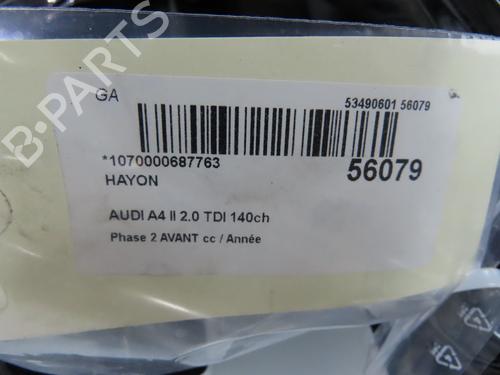 B-PARTS
GA
53490601 56079
*1070000687763
56079
HAYON
AUDI A4 II 2.0 TDI 140ch
Phase 2 AVANT cc / Année